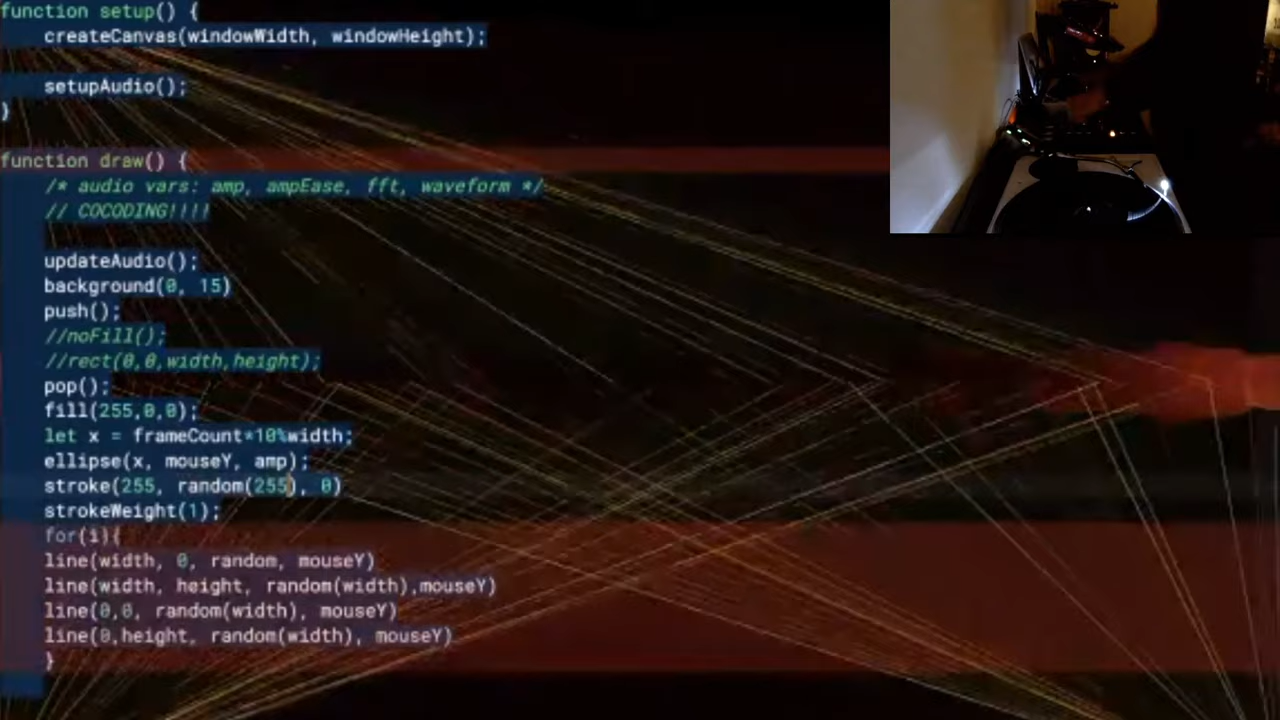 function setup() {
createCanvas(windowWidth, windowHeight);
setupAudio();
}
function draw() {
/* audio vars: amp, ampEase, fft, waveform */
// COCODING!!!!
updateAudio();
background(0, 15)
push();
//noFill();
//rect(0,0,width,height);
pop();
fill(255,0,0);
let x = frameCount*10%width;
ellipse(x, mouseY, amp);
stroke(255, random(255), 0)
strokeWeight(1);
for(i){
line(width, 0, random, mouseY)
line(width, height, random(width),mouseY)
line(0,0, random(width), mouseY)
line(0,height, random(width), mouseY)
}